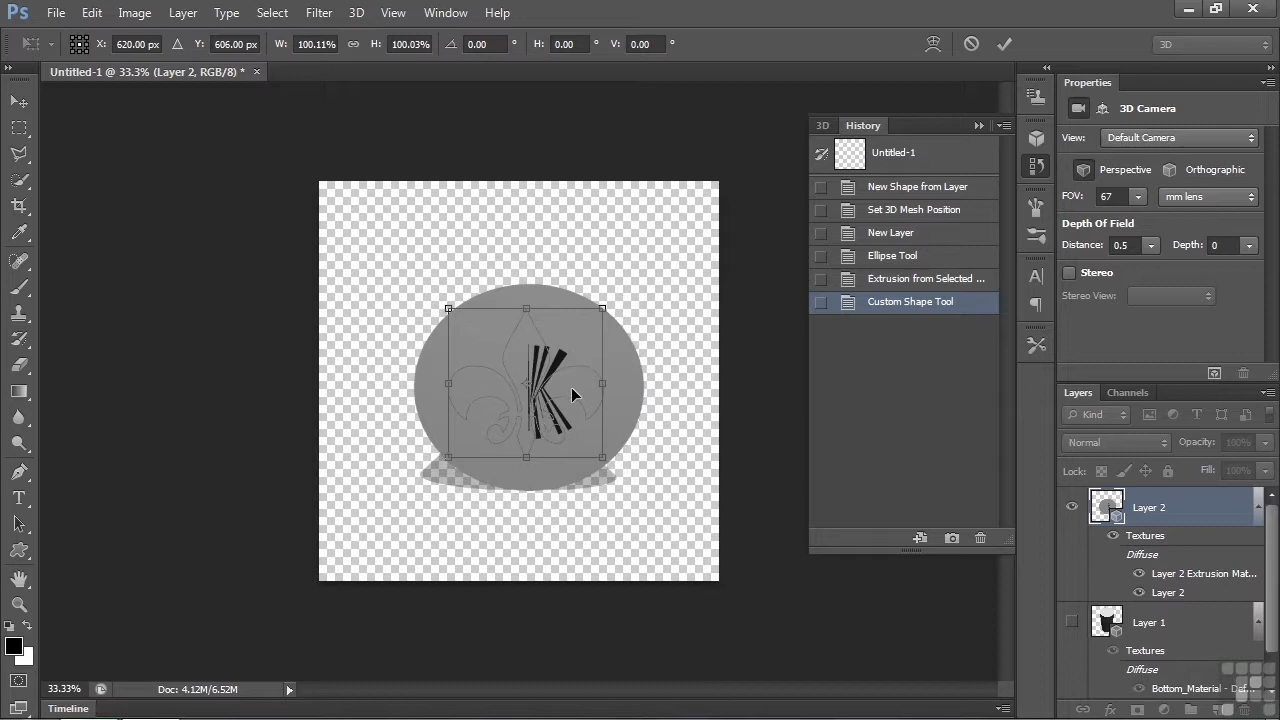 Ps File Edit Image Layer Type Select Filter 3D View Window Help
X: 620.00 px Y: 606.00 px W: 100.11% H: 100.03% 0.00 ° H: 0.00 ° V: 0.00 ° 3D
Untitled-1 @ 33.3% (Layer 2, RGB/8) * ×
3D History
Untitled-1
New Shape from Layer
Set 3D Mesh Position
New Layer
Ellipse Tool
Extrusion from Selected ...
Custom Shape Tool
K
Properties
3D Camera
View: Default Camera
Perspective Orthographic
FOV: 67 mm lens
Depth Of Field
Distance: 0.5 Depth: 0
Stereo
Stereo View:
Layers Channels
Kind
Normal Opacity: 100%
Lock: Fill: 100%
Layer 2
Textures
Diffuse
Layer 2 Extrusion Mat...
Layer 2
Layer 1
Textures
Diffuse
Bottom_Material - Def...
33.33% Doc: 4.12M/6.52M
Timeline